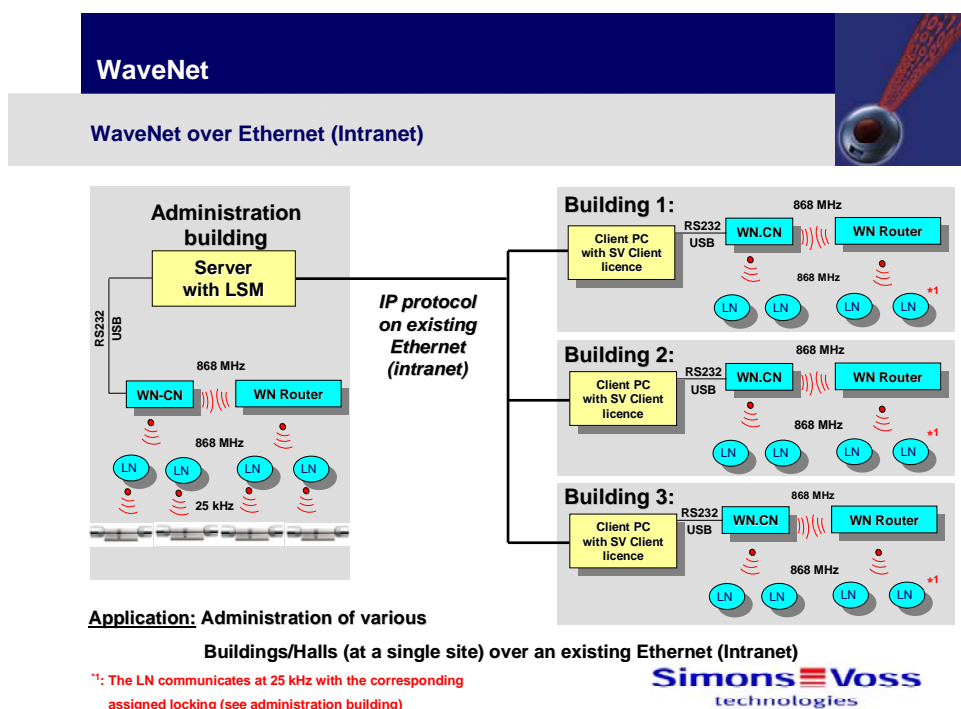 WaveNet
WaveNet over Ethernet (Intranet)
Administration
building
Server
with LSM
RS232
USB
868 MHz
WN-CN
WN Router
868 MHz
LN
LN
LN
LN
25 kHz
IP protocol
on existing
Ethernet
(intranet)
Building 1:
868 MHz
Client PC
with SV Client
licence
RS232
USB
WN.CN
WN Router
868 MHz
LN
LN
LN
LN
*1
Building 2:
868 MHz
Client PC
with SV Client
licence
RS232
USB
WN.CN
WN Router
868 MHz
LN
LN
LN
LN
*1
Building 3:
868 MHz
Client PC
with SV Client
licence
RS232
USB
WN.CN
WN Router
868 MHz
LN
LN
LN
LN
*1
Application: Administration of various
Buildings/Halls (at a single site) over an existing Ethernet (Intranet)
*1: The LN communicates at 25 kHz with the corresponding
assigned locking (see administration building)
Simons Voss
technologies